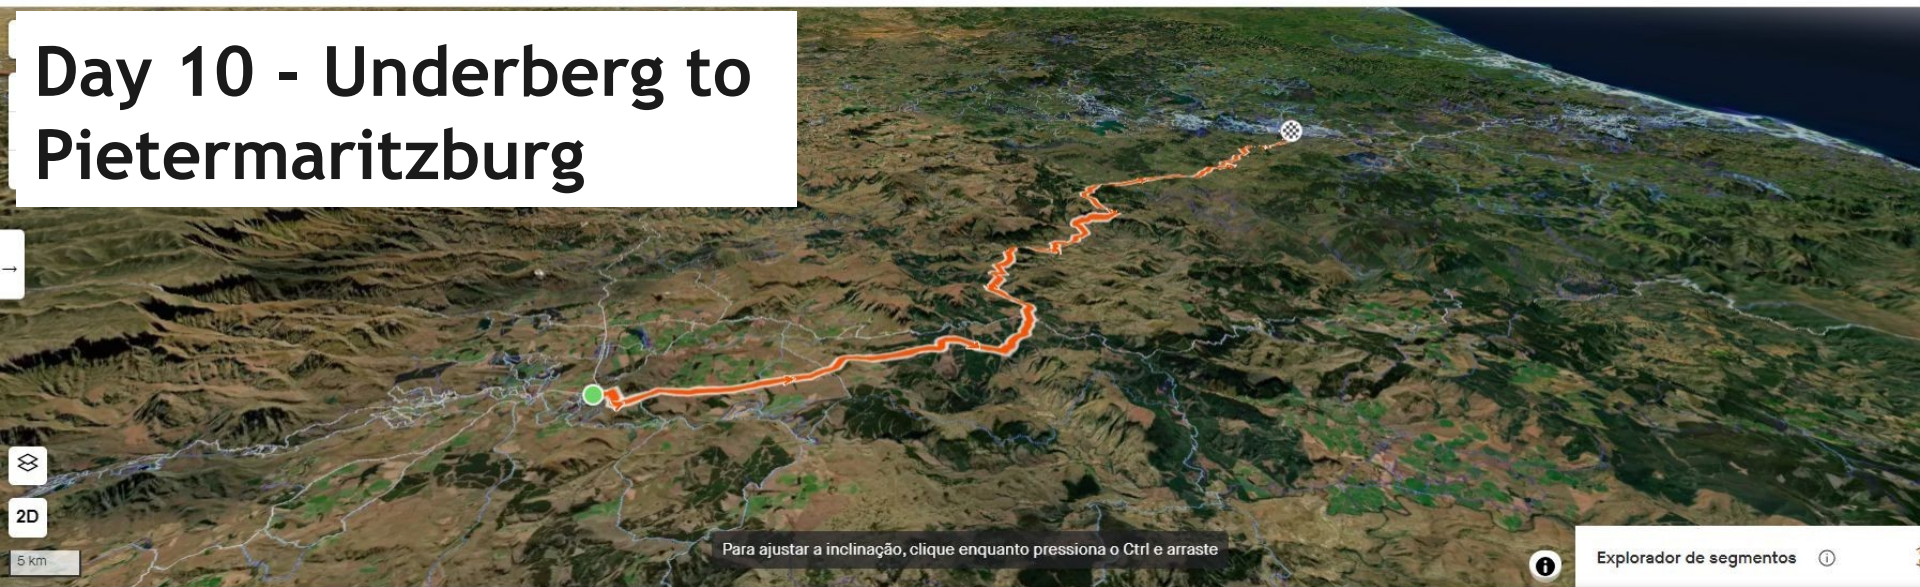 Day 10 - Underberg to
Pietermaritzburg
→
2D
5 km
Para ajustar a inclinação, clique enquanto pressiona o Ctrl e arraste
Explorador de segmentos